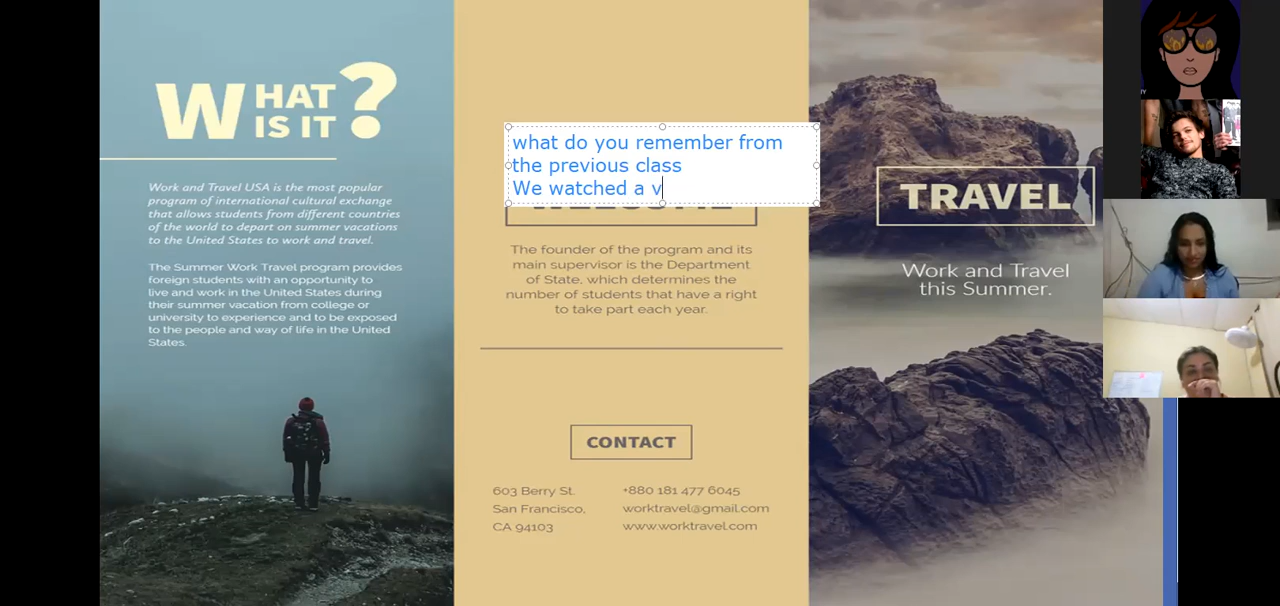 WHAT
IS IT?
Work and Travel USA is the most popular
program of international cultural exchange
that allows students from different countries
of the world to depart on summer vacations
to the United States to work and travel.
The Summer Work Travel program provides
foreign students with an opportunity to
live and work in the United States during
their summer vacation from college or
university to experience and to be exposed
to the people and way of life in the United
States.
what do you remember from
the previous class
We watched a v
The founder of the program and its
main supervisor is the Department
of State, which determines the
number of students that have a right
to take part each year.
CONTACT
603 Berry St.
San Francisco,
CA 94103
+880 181 477 6045
worktravel@gmail.com
www.worktravel.com
TRAVEL
Work and Travel
this Summer.